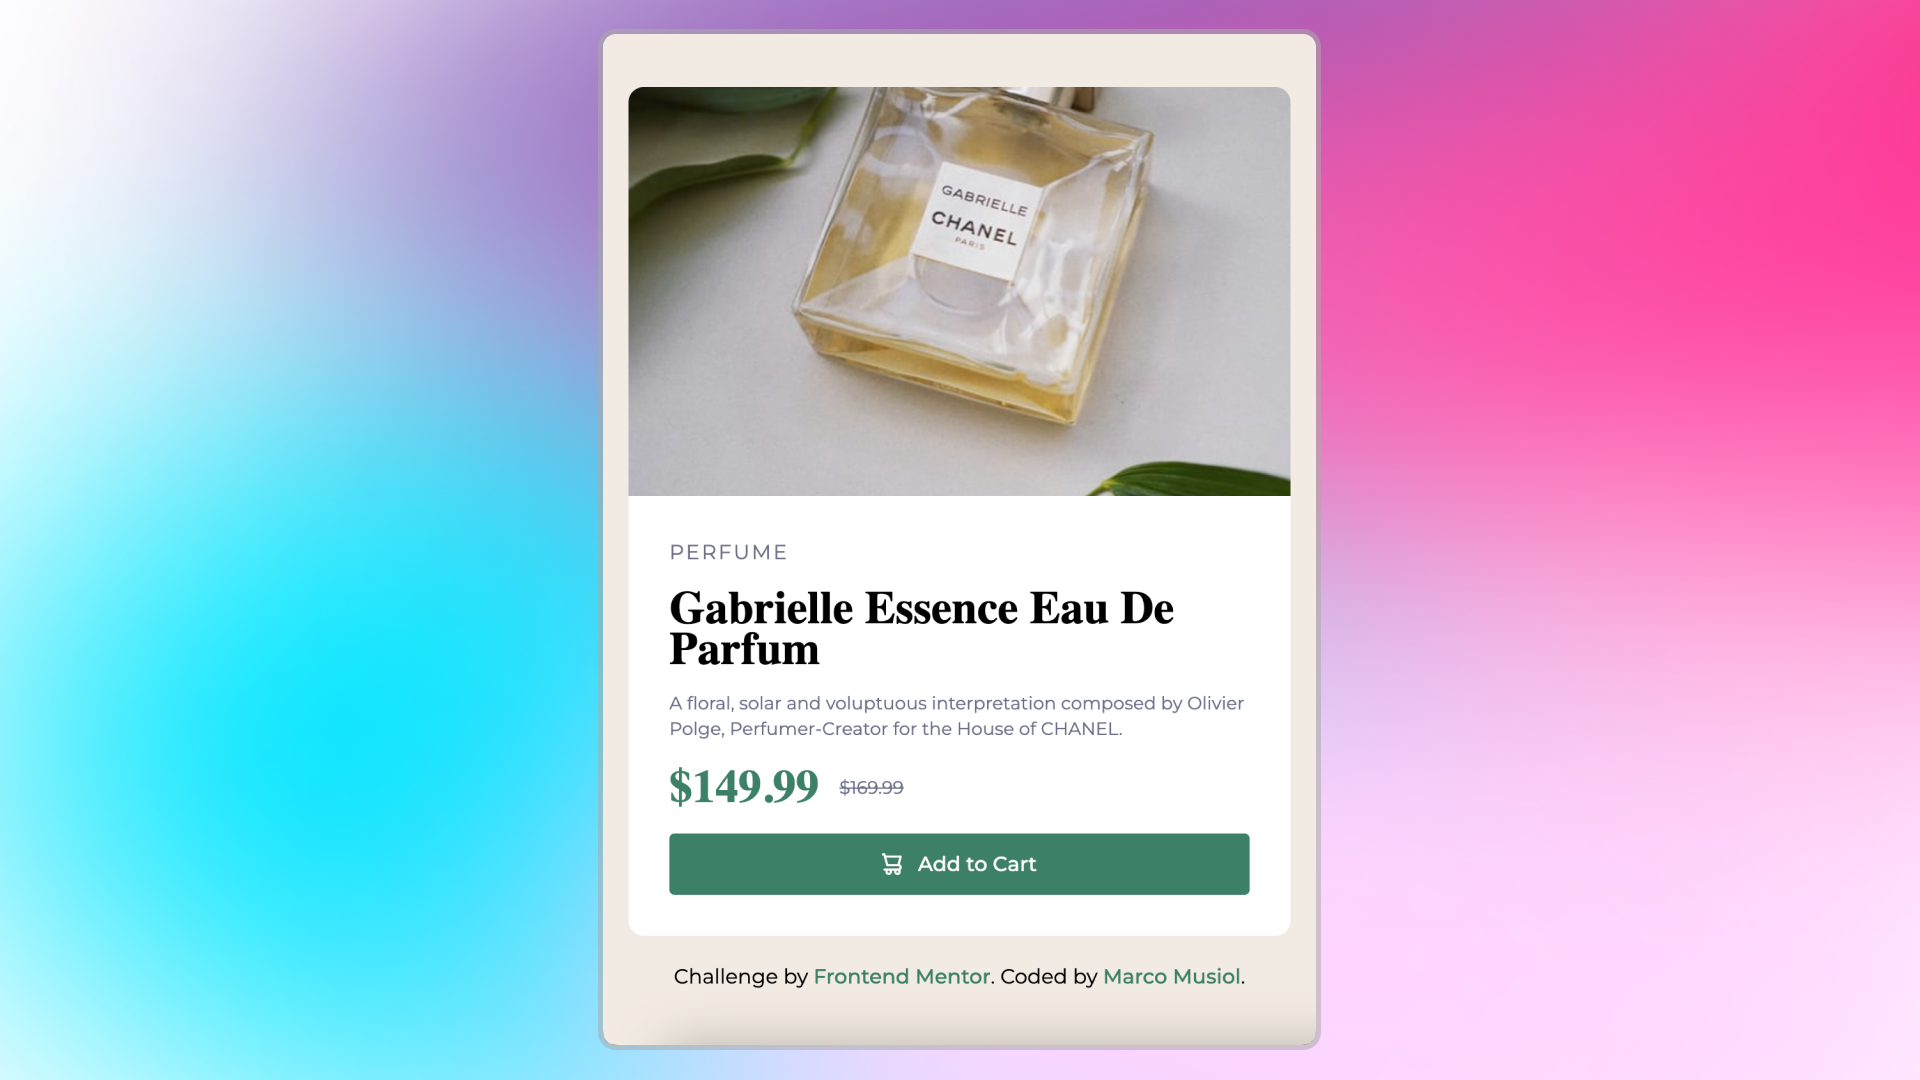 GABRIELLE
CHANEL
PARIS
PERFUME
Gabrielle Essence Eau De
Parfum
A floral, solar and voluptuous interpretation composed by Olivier
Polge, Perfumer-Creator for the House of CHANEL.
$149.99 $169.99
Add to Cart
Challenge by Frontend Mentor. Coded by Marco Musiol.